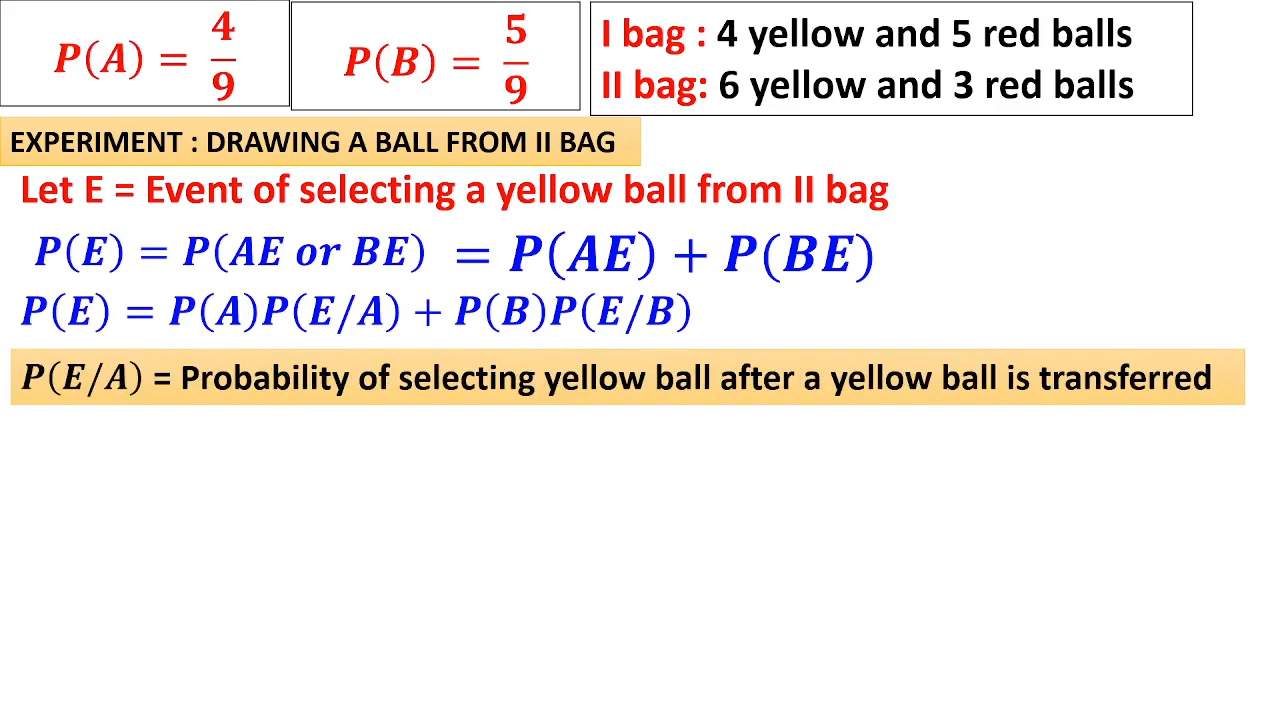 P(A) = 4/9
P(B) = 5/9
I bag : 4 yellow and 5 red balls
II bag: 6 yellow and 3 red balls
EXPERIMENT : DRAWING A BALL FROM II BAG
Let E = Event of selecting a yellow ball from II bag
P(E) = P(AE or BE) = P(AE) + P(BE)
P(E) = P(A)P(E/A) + P(B)P(E/B)
P(E/A) = Probability of selecting yellow ball after a yellow ball is transferred